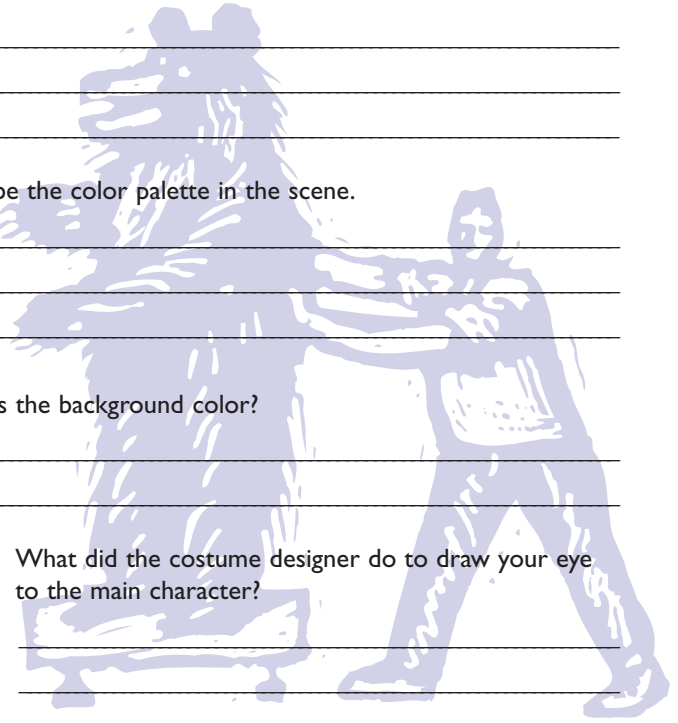 be the color palette in the scene.
s the background color?
What did the costume designer do to draw your eye
to the main character?